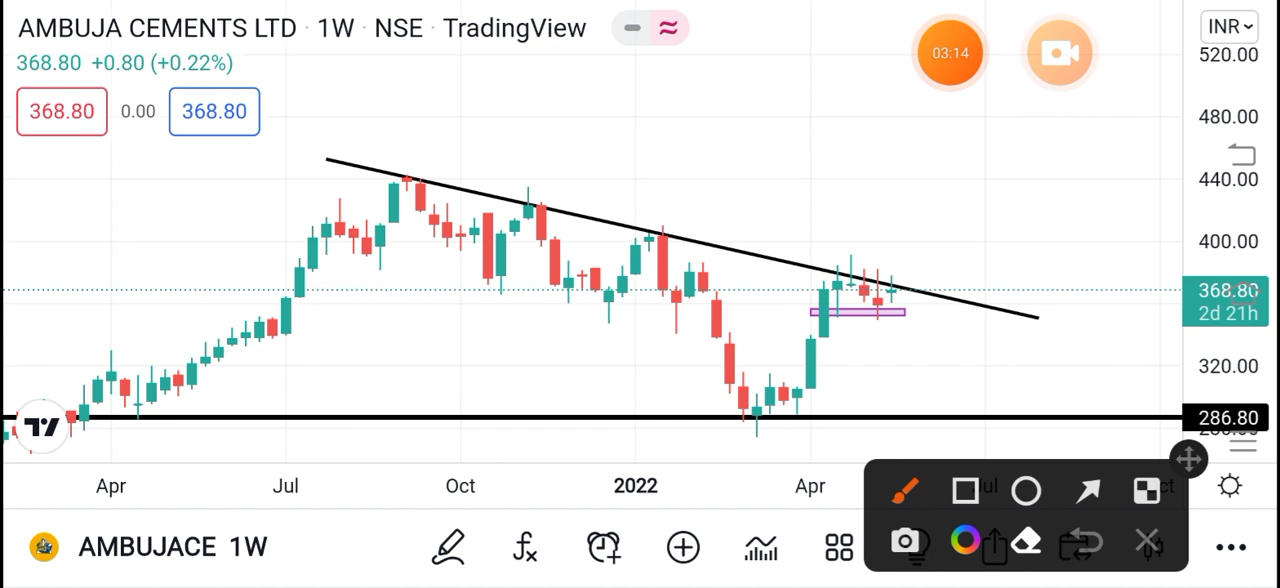 AMBUJA CEMENTS LTD · 1W · NSE · TradingView
INR
03:14
368.80 +0.80 (+0.22%)
368.80 0.00 368.80
520.00
480.00
440.00
400.00
368.80
2d 21h
320.00
286.80
Apr Jul Oct 2022 Apr Jul
AMBUJACE 1W